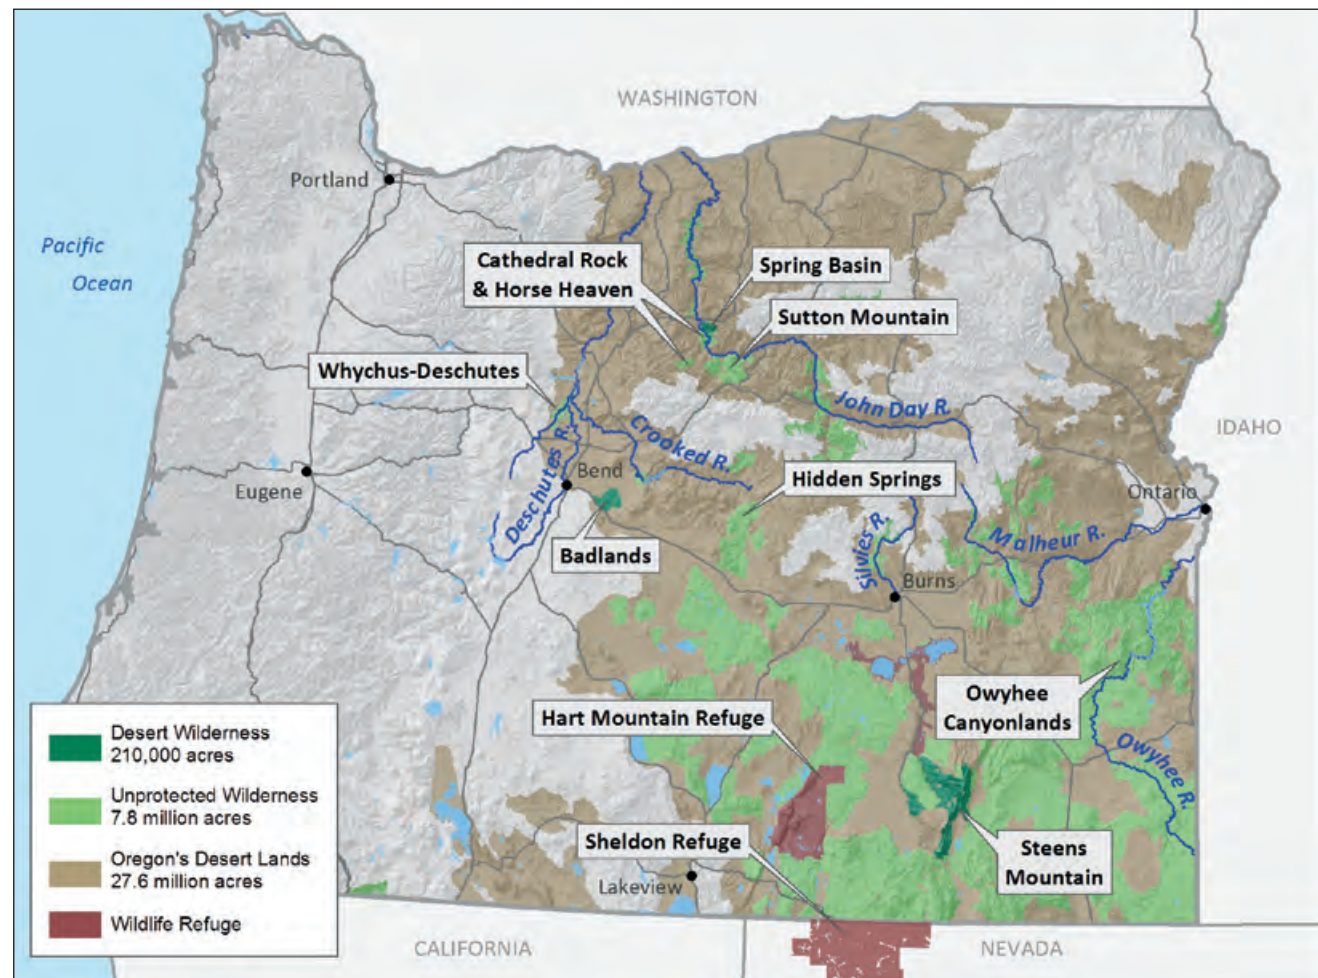 WASHINGTON
Portland
Pacific
Ocean
Cathedral Rock
& Horse Heaven
Spring Basin
Sutton Mountain
Whychus-Deschutes
John Day R.
Crooked R.
IDAHO
Eugene
Deschutes R.
Bend
Hidden Springs
Ontario
Badlands
Silvies R.
Malheur R.
Burns
Owyhee
Canyonlands
Hart Mountain Refuge
Owyhee R.
Sheldon Refuge
Steens
Mountain
Lakeview
Desert Wilderness
210,000 acres
Unprotected Wilderness
7.8 million acres
Oregon's Desert Lands
27.6 million acres
Wildlife Refuge
CALIFORNIA
NEVADA